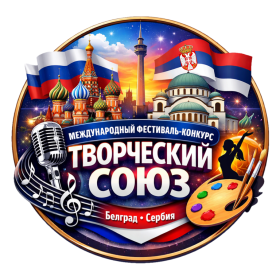 МЕЖДУНАРОДНЫЙ ФЕСТИВАЛЬ-КОНКУРС
ТВОРЧЕСКИЙ
СОЮЗ
Белград • Сербия